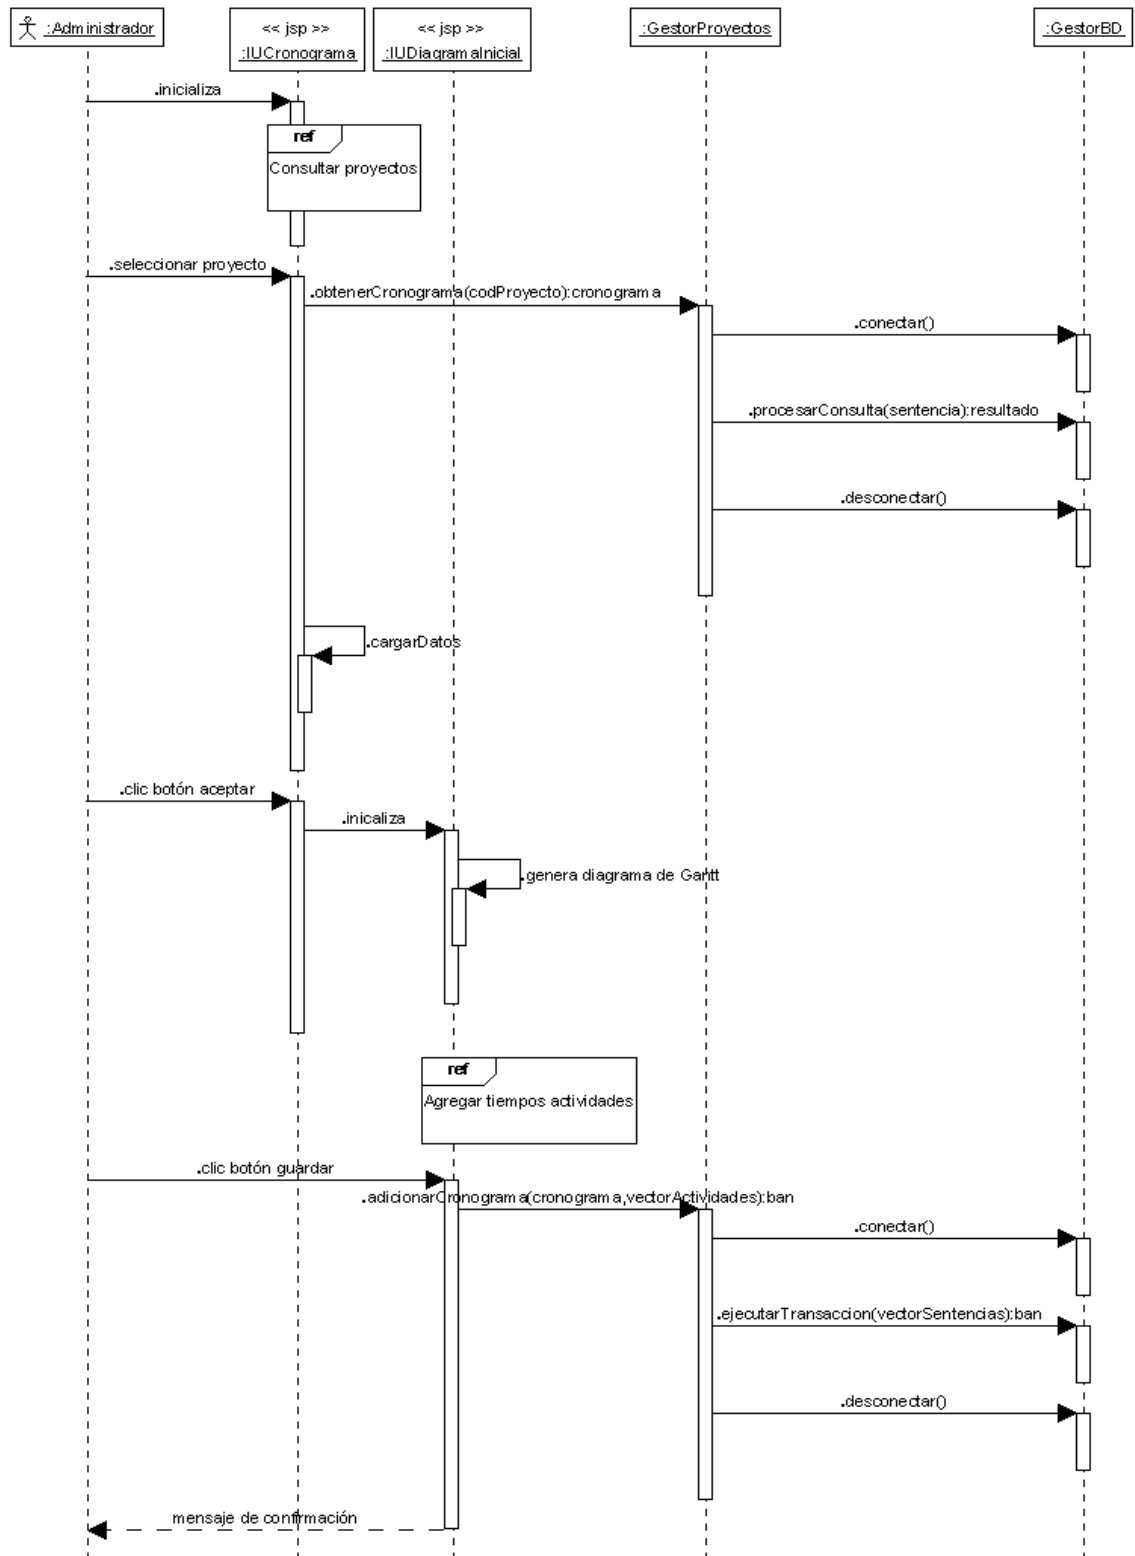 :Administrador
<< jsp >>
:IUCronograma
<< jsp >>
:IUDiagramaInicial
:GestorProyectos
:GestorBD
.inicializa
ref
Consultar proyectos
.seleccionar proyecto
.obtenerCronograma(codProyecto):cronograma
.conectar()
.procesarConsulta(sentencia):resultado
.desconectar()
.cargarDatos
.clic botón aceptar
.inicaliza
.genera diagrama de Gantt
ref
Agregar tiempos actividades
.clic botón guardar
.adicionarCronograma(cronograma,vectorActividades):ban
.conectar()
.ejecutarTransaccion(vectorSentencias):ban
.desconectar()
mensaje de confirmación